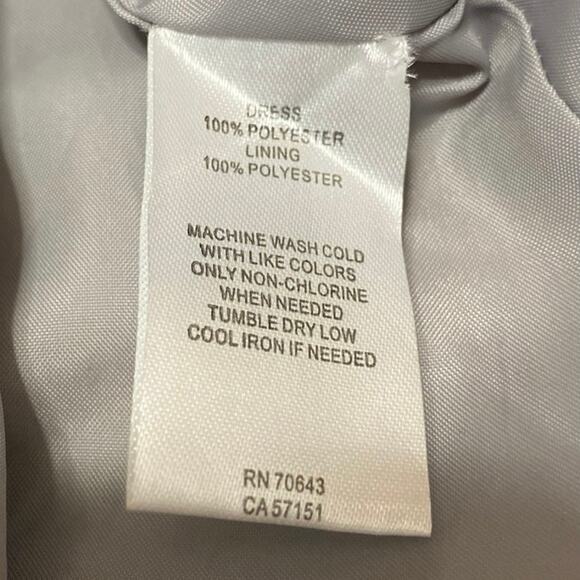 DRESS
100% POLYESTER
LINING
100% POLYESTER
MACHINE WASH COLD
WITH LIKE COLORS
ONLY NON-CHLORINE
WHEN NEEDED
TUMBLE DRY LOW
COOL IRON IF NEEDED
RN 70643
CA 57151